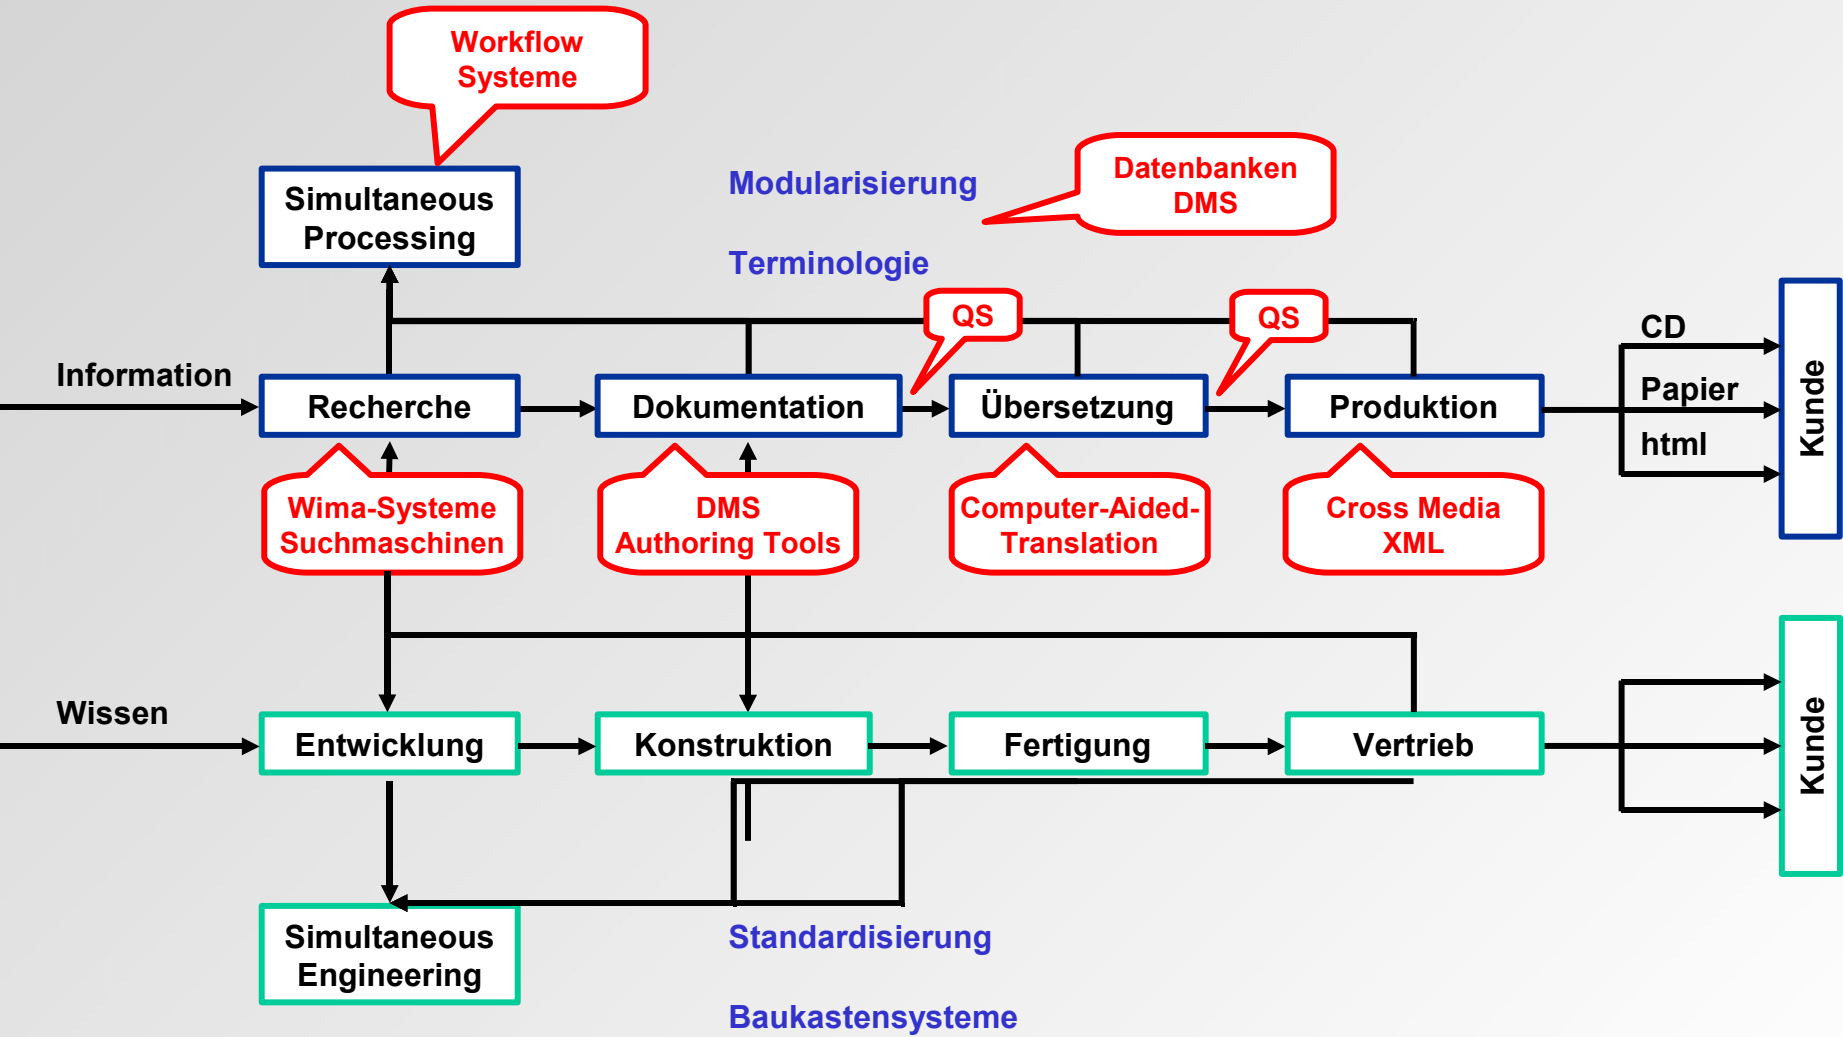 Workflow
Systeme
Simultaneous
Processing
Modularisierung
Datenbanken
DMS
Terminologie
QS
QS
Information
Recherche
Dokumentation
Übersetzung
Produktion
CD
Papier
html
Kunde
Wima-Systeme
Suchmaschinen
DMS
Authoring Tools
Computer-Aided-
Translation
Cross Media
XML
Wissen
Entwicklung
Konstruktion
Fertigung
Vertrieb
Kunde
Simultaneous
Engineering
Standardisierung
Baukastensysteme